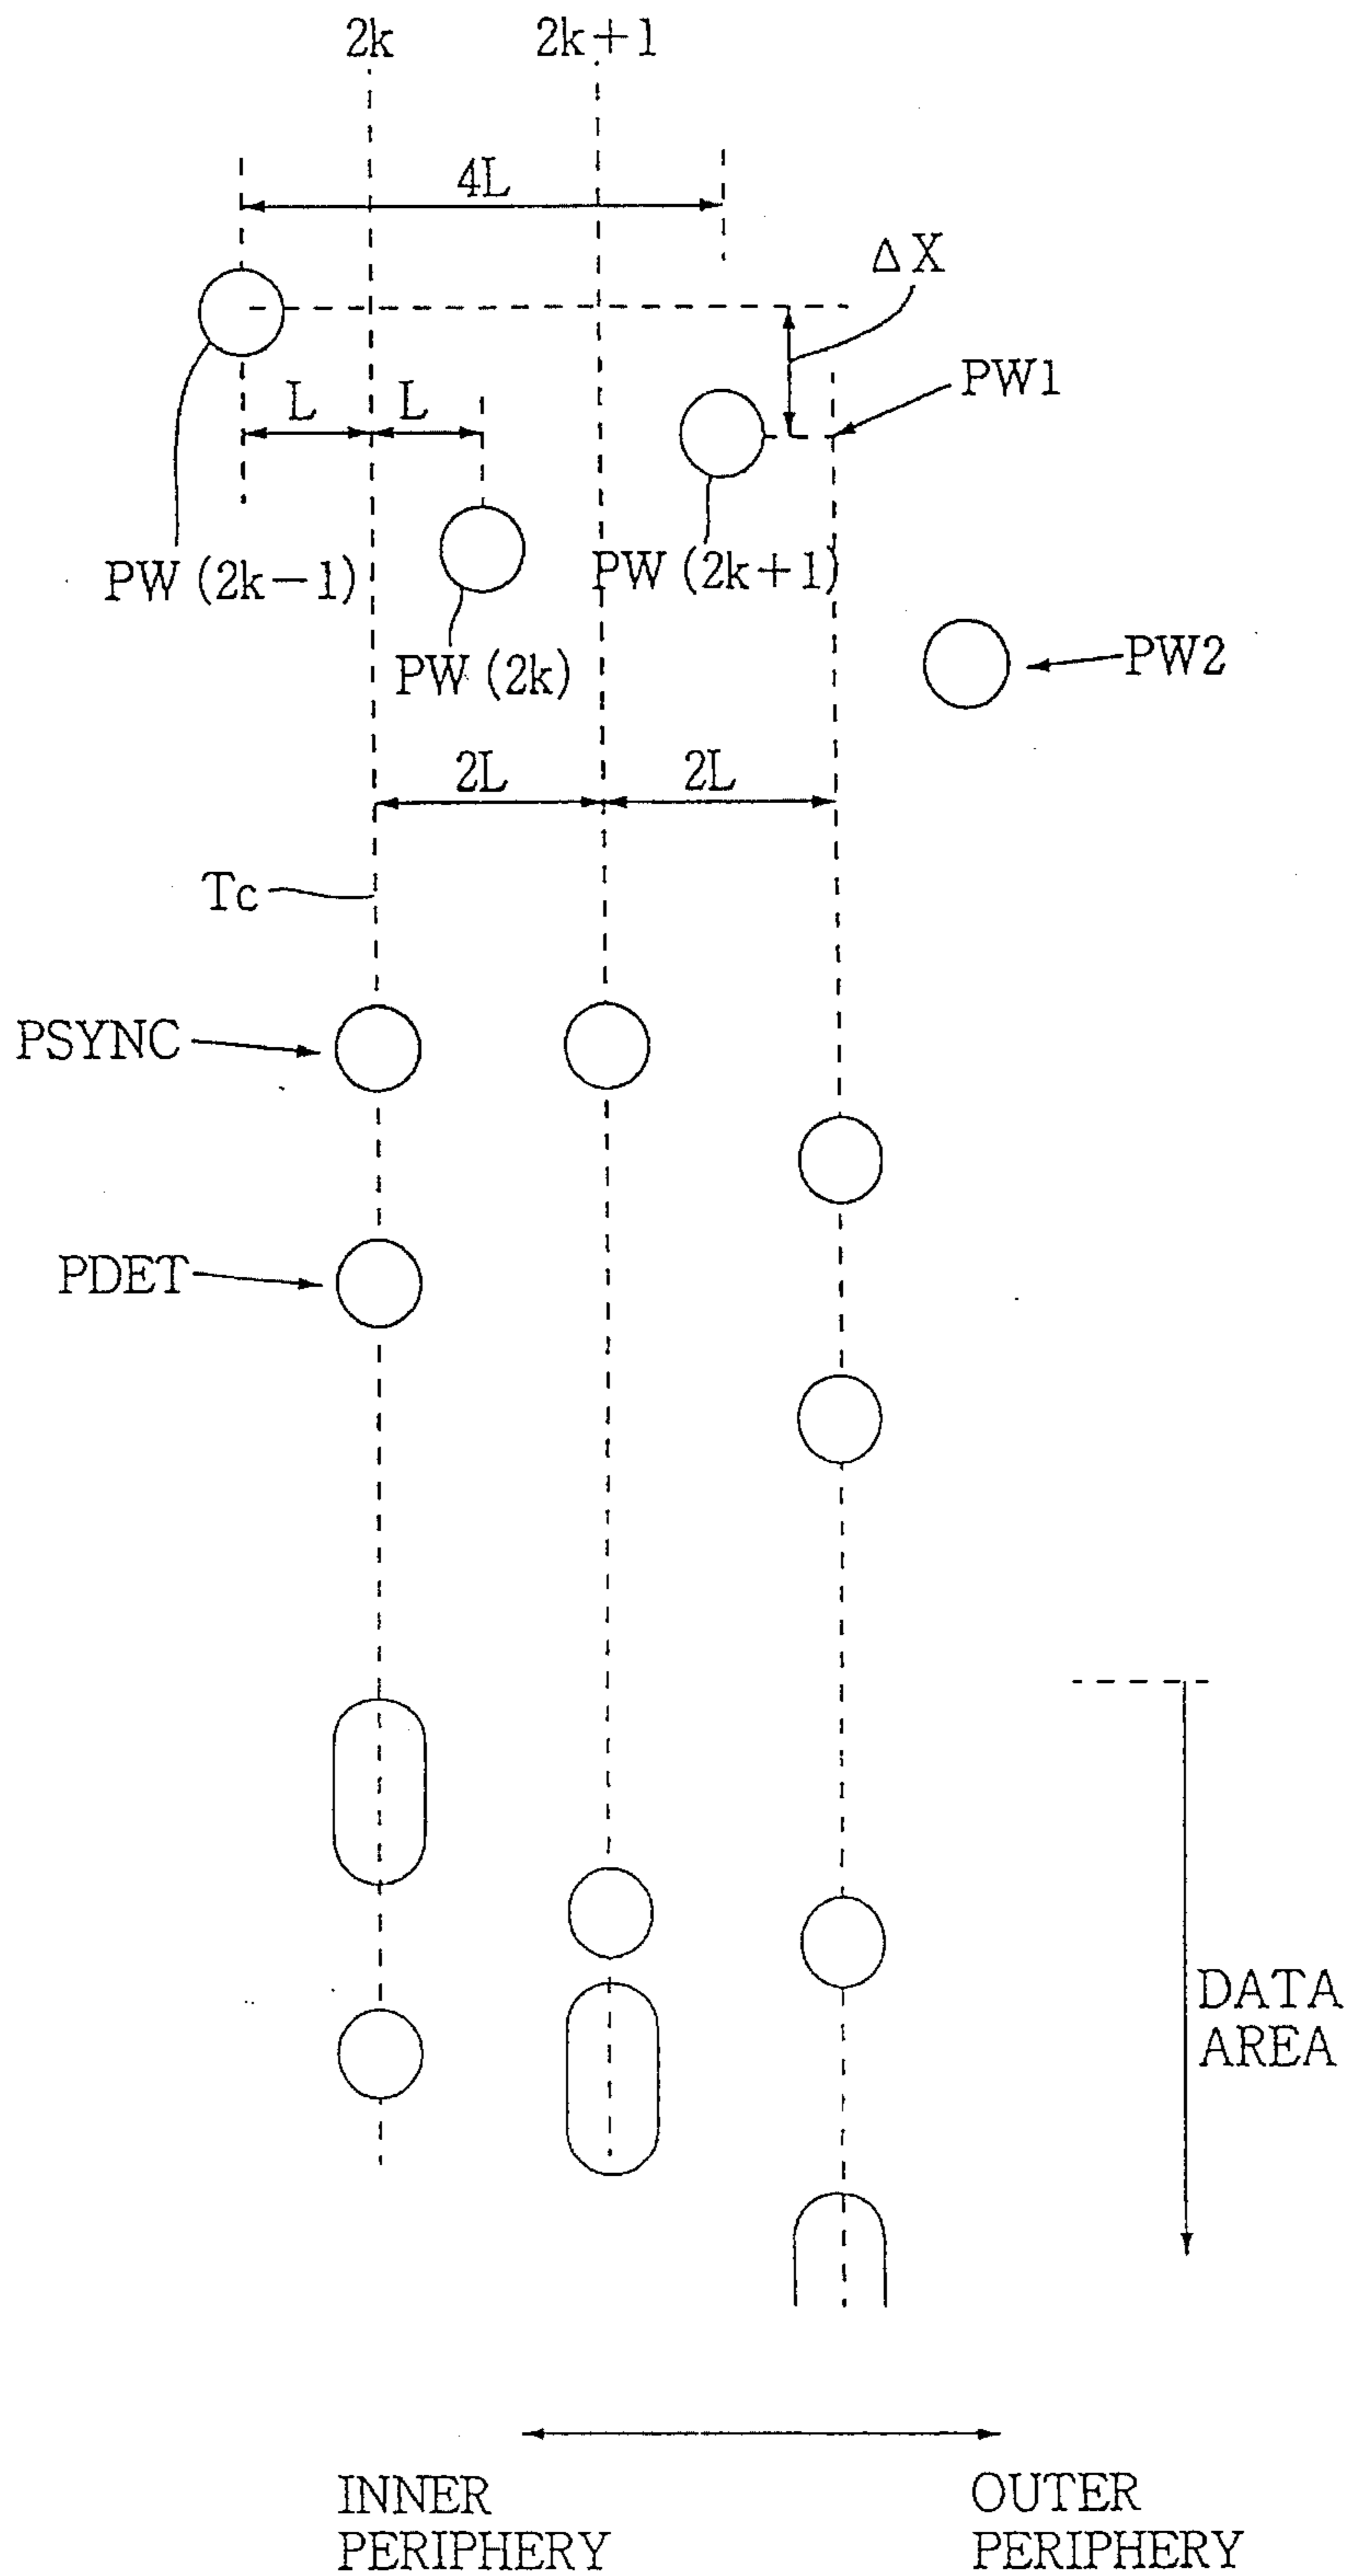 2k 2k+1
4L
ΔX
PW1
L L
PW (2k−1)
PW (2k+1)
PW (2k)
PW2
2L 2L
Tc
PSYNC
PDET
DATA
AREA
INNER
PERIPHERY
OUTER
PERIPHERY